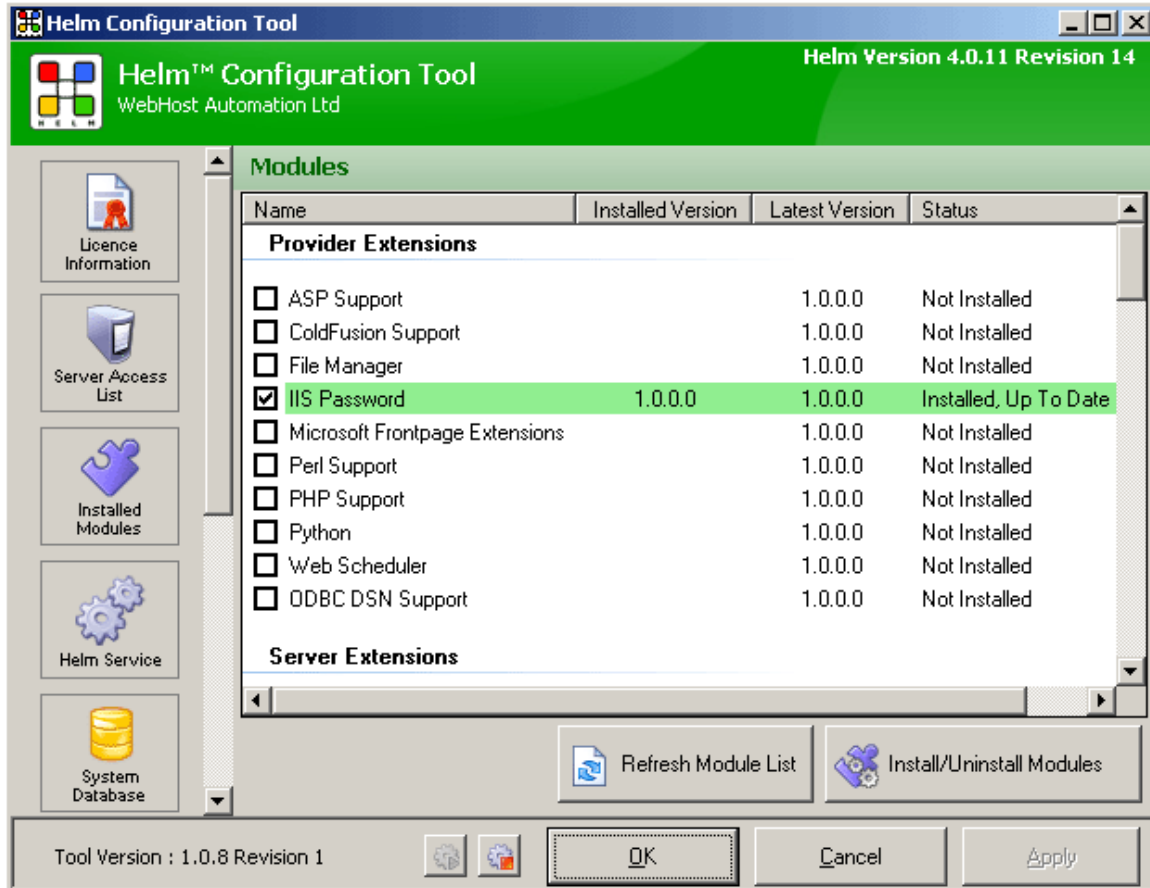 Helm Configuration Tool
Helm Version 4.0.11 Revision 14
Helm™ Configuration Tool
WebHost Automation Ltd
HELM
Licence
Information
Server Access
List
Installed
Modules
Helm Service
System
Database
Modules
Name Installed Version Latest Version Status
Provider Extensions
ASP Support 1.0.0.0 Not Installed
ColdFusion Support 1.0.0.0 Not Installed
File Manager 1.0.0.0 Not Installed
IIS Password 1.0.0.0 1.0.0.0 Installed, Up To Date
Microsoft Frontpage Extensions 1.0.0.0 Not Installed
Perl Support 1.0.0.0 Not Installed
PHP Support 1.0.0.0 Not Installed
Python 1.0.0.0 Not Installed
Web Scheduler 1.0.0.0 Not Installed
ODBC DSN Support 1.0.0.0 Not Installed
Server Extensions
Refresh Module List Install/Uninstall Modules
Tool Version : 1.0.8 Revision 1 OK Cancel Apply